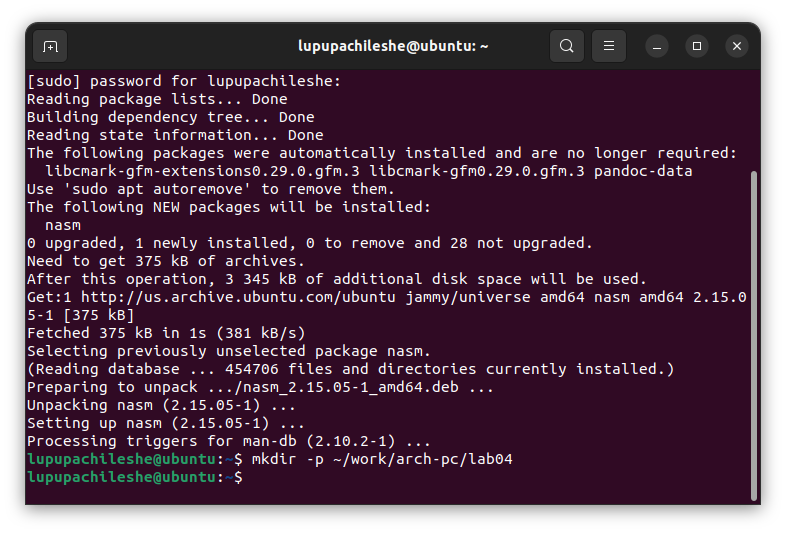 lupupachileshe@ubuntu: ~
[sudo] password for lupupachileshe:
Reading package lists... Done
Building dependency tree... Done
Reading state information... Done
The following packages were automatically installed and are no longer required:
  libcmark-gfm-extensions0.29.0.gfm.3 libcmark-gfm0.29.0.gfm.3 pandoc-data
Use 'sudo apt autoremove' to remove them.
The following NEW packages will be installed:
  nasm
0 upgraded, 1 newly installed, 0 to remove and 28 not upgraded.
Need to get 375 kB of archives.
After this operation, 3 345 kB of additional disk space will be used.
Get:1 http://us.archive.ubuntu.com/ubuntu jammy/universe amd64 nasm amd64 2.15.0
5-1 [375 kB]
Fetched 375 kB in 1s (381 kB/s)
Selecting previously unselected package nasm.
(Reading database ... 454706 files and directories currently installed.)
Preparing to unpack .../nasm_2.15.05-1_amd64.deb ...
Unpacking nasm (2.15.05-1) ...
Setting up nasm (2.15.05-1) ...
Processing triggers for man-db (2.10.2-1) ...
lupupachileshe@ubuntu:~$ mkdir -p ~/work/arch-pc/lab04
lupupachileshe@ubuntu:~$